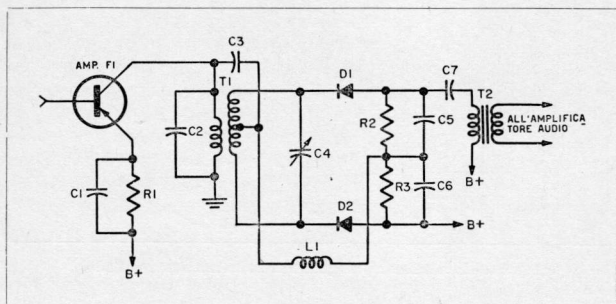 AMP. FI
C3
T1
C2
C1
R1
B+
D1
C4
D2
L1
R2
R3
C5
C6
C7
T2
B+
B+
ALL'AMPLIFICA
TORE AUDIO